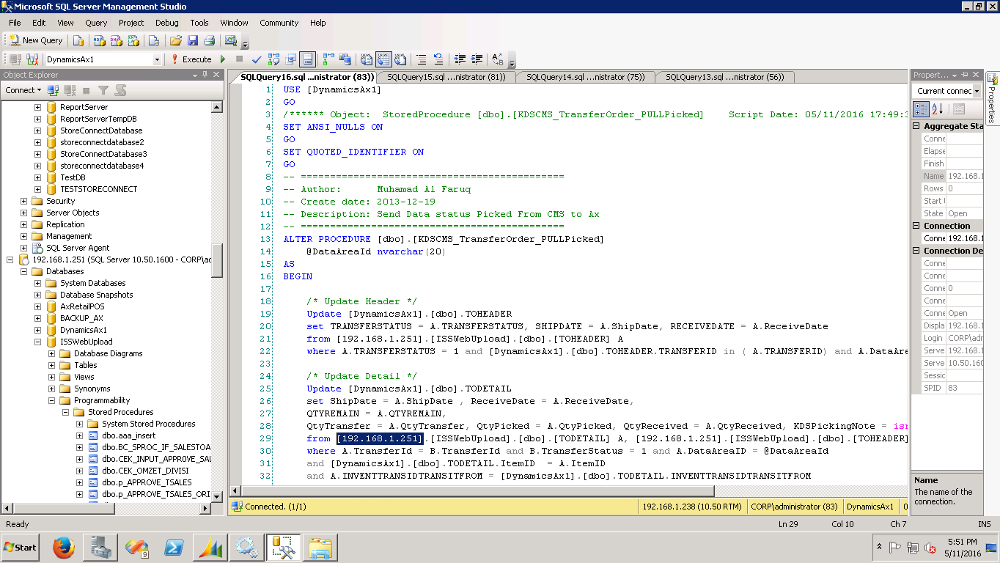 Microsoft SQL Server Management Studio
File Edit View Query Project Debug Tools Window Community Help
New Query
DynamicsAx1 Execute
Object Explorer
Connect
ReportServer
ReportServerTempDB
StoreConnectDatabase
storeconnectdatabase2
StoreConnectDatabase3
storeconnectdatabase4
TestDB
TESTSTORECONNECT
Security
Server Objects
Replication
Management
SQL Server Agent
192.168.1.251 (SQL Server 10.50.1600 - CORP\ad
Databases
System Databases
Database Snapshots
AxRetailPOS
BACKUP_AX
DynamicsAx1
ISSWebUpload
Database Diagrams
Tables
Views
Synonyms
Programmability
Stored Procedures
System Stored Procedures
dbo.aaa_insert
dbo.BC_SPROC_IF_SALESTOA
dbo.CEK_INPUT_APPROVE_SAL
dbo.CEK_OMZET_DIVISI
dbo.p_APPROVE_TSALES
dbo.p_APPROVE_TSALES_ORI
SQLQuery16.sql ...nistrator (83)) SQLQuery15.sql ...nistrator (81)) SQLQuery14.sql ...nistrator (75)) SQLQuery13.sql ...nistrator (56))
1 USE [DynamicsAx1]
2 GO
3 /****** Object:  StoredProcedure [dbo].[KDSCMS_TransferOrder_PULLPicked]    Script Date: 05/11/2016 17:49:3
4 SET ANSI_NULLS ON
5 GO
6 SET QUOTED_IDENTIFIER ON
7 GO
8 -- =============================================
9 -- Author:      Muhamad Al Faruq
10 -- Create date: 2013-12-19
11 -- Description: Send Data status Picked From CMS to Ax
12 -- =============================================
13 ALTER PROCEDURE [dbo].[KDSCMS_TransferOrder_PULLPicked]
14 @DataAreaId nvarchar(20)
15 AS
16 BEGIN
17
18 /* Update Header */
19 Update [DynamicsAx1].[dbo].TOHEADER
20 set TRANSFERSTATUS = A.TRANSFERSTATUS, SHIPDATE = A.ShipDate, RECEIVEDATE = A.ReceiveDate
21 from [192.168.1.251].[ISSWebUpload].[dbo].[TOHEADER] A
22 where A.TRANSFERSTATUS = 1 and [DynamicsAx1].[dbo].TOHEADER.TRANSFERID in ( A.TRANSFERID) and A.DataArea
23
24 /* Update Detail */
25 Update [DynamicsAx1].[dbo].TODETAIL
26 set ShipDate = A.ShipDate , ReceiveDate = A.ReceiveDate,
27 QTYREMAIN = A.QTYREMAIN,
28 QtyTransfer = A.QtyTransfer, QtyPicked = A.QtyPicked, QtyReceived = A.QtyReceived, KDSPickingNote = isn
29 from [192.168.1.251].[ISSWebUpload].[dbo].[TODETAIL] A, [192.168.1.251].[ISSWebUpload].[dbo].[TOHEADER]
30 where A.TransferId = B.TransferId and B.TransferStatus = 1 and A.DataAreaID = @DataAreaId
31 and [DynamicsAx1].[dbo].TODETAIL.ItemID  = A.ItemID
32 and A.INVENTTRANSIDTRANSITFROM = [DynamicsAx1].[dbo].TODETAIL.INVENTTRANSIDTRANSITFROM
Connected. (1/1) 192.168.1.238 (10.50 RTM) CORP\administrator (83) DynamicsAx1 0
Propert...
Current connec
Aggregate Sta
Conne
Elapse
Finish
Name 192.168.1
Rows 0
Start
State Open
Connection
Conne 192.168.1
Connection De
Conne
Conne
Conne 0
Conne
Conne Open
Displa 192.168.1
Login CORP\adm
Serve 192.168.1
Serve 10.50.160
Sessic
SPID 83
Name
The name of the
connection.
Properties
Ready Ln 29 Col 10 Ch 7 INS
Start 9 5:51 PM
5/11/2016